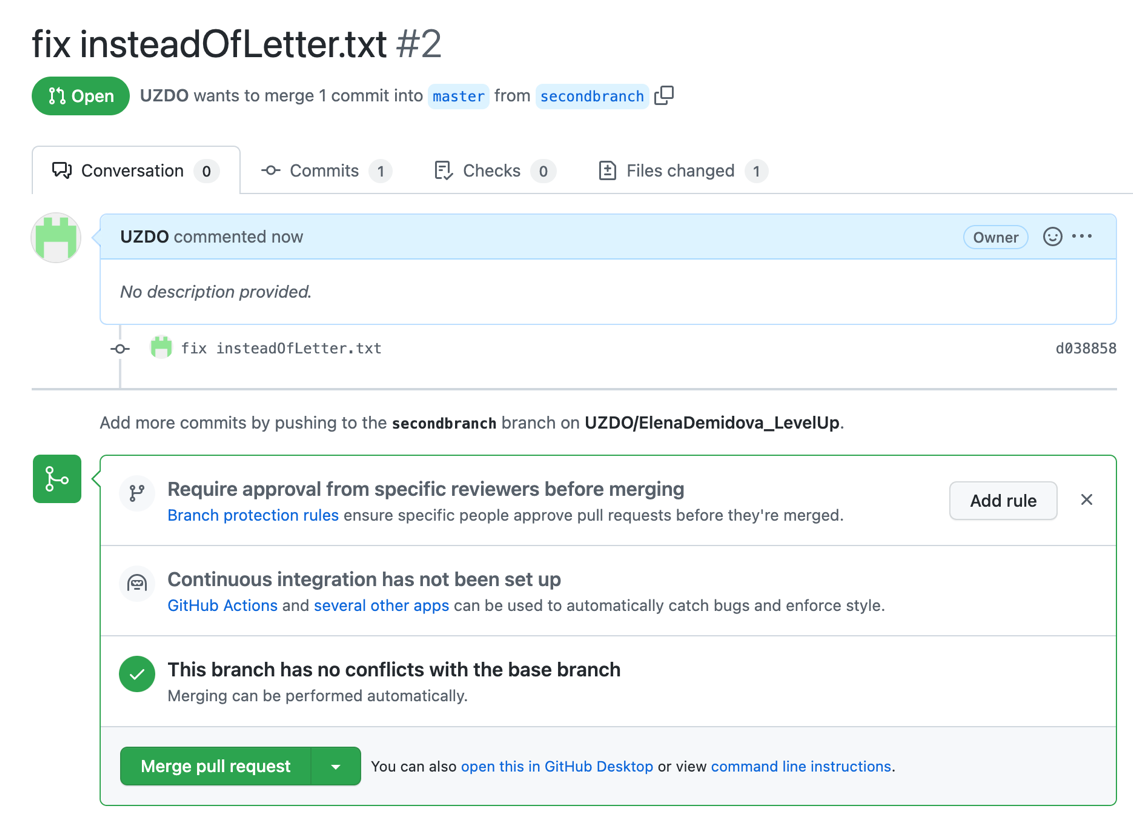 fix insteadOfLetter.txt #2
Open UZDO wants to merge 1 commit into master from secondbranch
Conversation 0 Commits 1 Checks 0 Files changed 1
UZDO commented now Owner
No description provided.
fix insteadOfLetter.txt d038858
Add more commits by pushing to the secondbranch branch on UZDO/ElenaDemidova_LevelUp.
Require approval from specific reviewers before merging
Branch protection rules ensure specific people approve pull requests before they're merged.
Add rule
Continuous integration has not been set up
GitHub Actions and several other apps can be used to automatically catch bugs and enforce style.
This branch has no conflicts with the base branch
Merging can be performed automatically.
Merge pull request You can also open this in GitHub Desktop or view command line instructions.